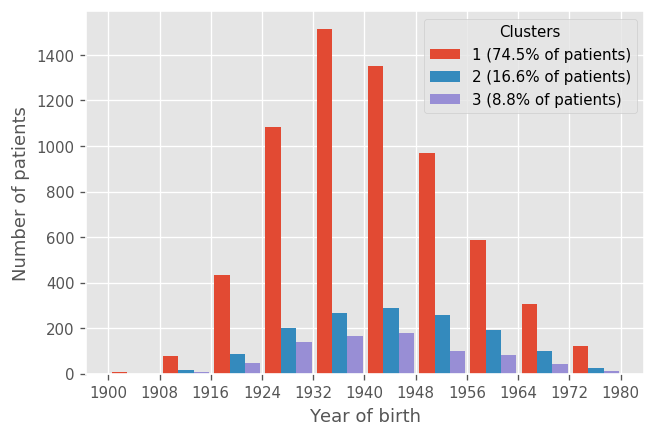 Clusters
1 (74.5% of patients)
2 (16.6% of patients)
3 (8.8% of patients)
Number of patients
1400
1200
1000
800
600
400
200
0
1900 1908 1916 1924 1932 1940 1948 1956 1964 1972 1980
Year of birth